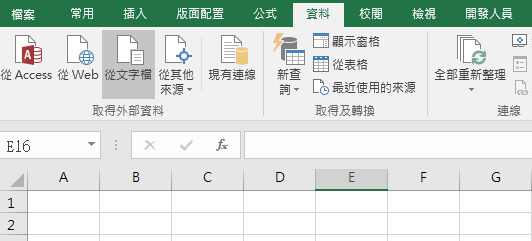 檔案 常用 插入 版面配置 公式 資料 校閱 檢視 開發人員
從 Access 從 Web 從文字檔 從其他來源 現有連線 新查詢 顯示窗格 從表格 最近使用的來源 全部重新整理
取得外部資料 取得及轉換 連線
E16 fx
A B C D E F G
1
2